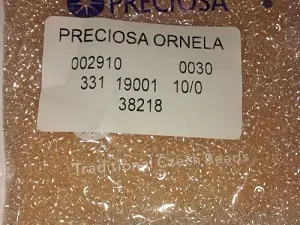 PRECIOSA
PRECIOSA ORNELA
002910 0030
331 19001 10/0
38218
Traditional Czech Beads